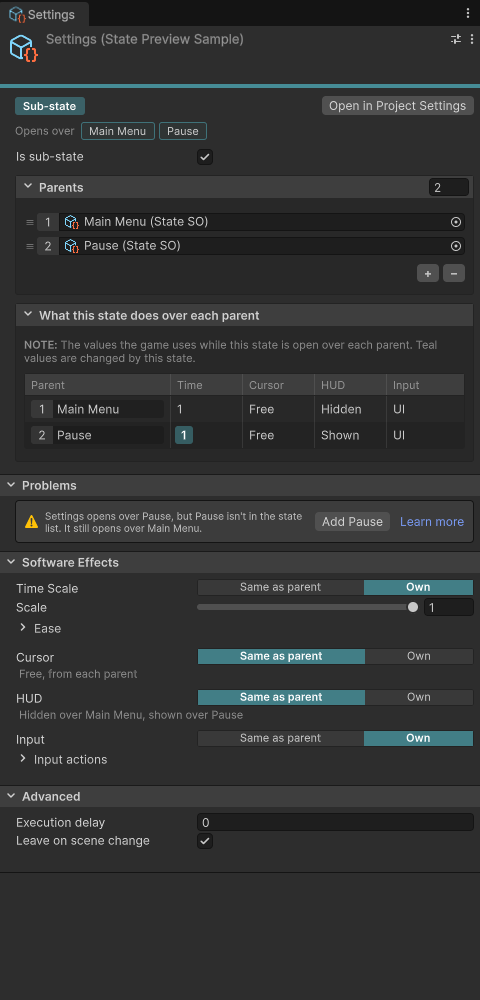 Settings
Settings (State Preview Sample)
Sub-state
Open in Project Settings
Opens over Main Menu Pause
Is sub-state
Parents 2
1 Main Menu (State SO)
2 Pause (State SO)
+ −
What this state does over each parent
NOTE: The values the game uses while this state is open over each parent. Teal
values are changed by this state.
Parent Time Cursor HUD Input
1 Main Menu 1 Free Hidden UI
2 Pause 1 Free Shown UI
Problems
Settings opens over Pause, but Pause isn't in the state
list. It still opens over Main Menu.
Add Pause Learn more
Software Effects
Time Scale Same as parent Own
Scale 1
Ease
Cursor Same as parent Own
Free, from each parent
HUD Same as parent Own
Hidden over Main Menu, shown over Pause
Input Same as parent Own
Input actions
Advanced
Execution delay 0
Leave on scene change